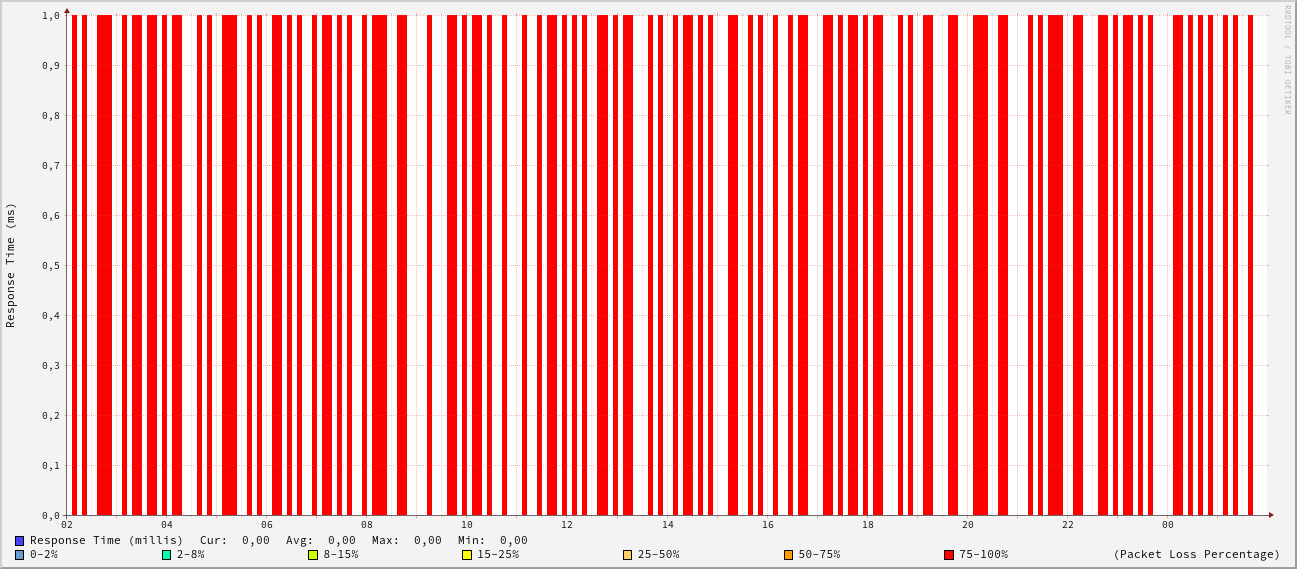 RRDTOOL / TOBI OETIKER
Response Time (ms)
1,0
0,9
0,8
0,7
0,6
0,5
0,4
0,3
0,2
0,1
0,0
02 04 06 08 10 12 14 16 18 20 22 00
Response Time (millis) Cur: 0,00 Avg: 0,00 Max: 0,00 Min: 0,00
0-2% 2-8% 8-15% 15-25% 25-50% 50-75% 75-100% (Packet Loss Percentage)